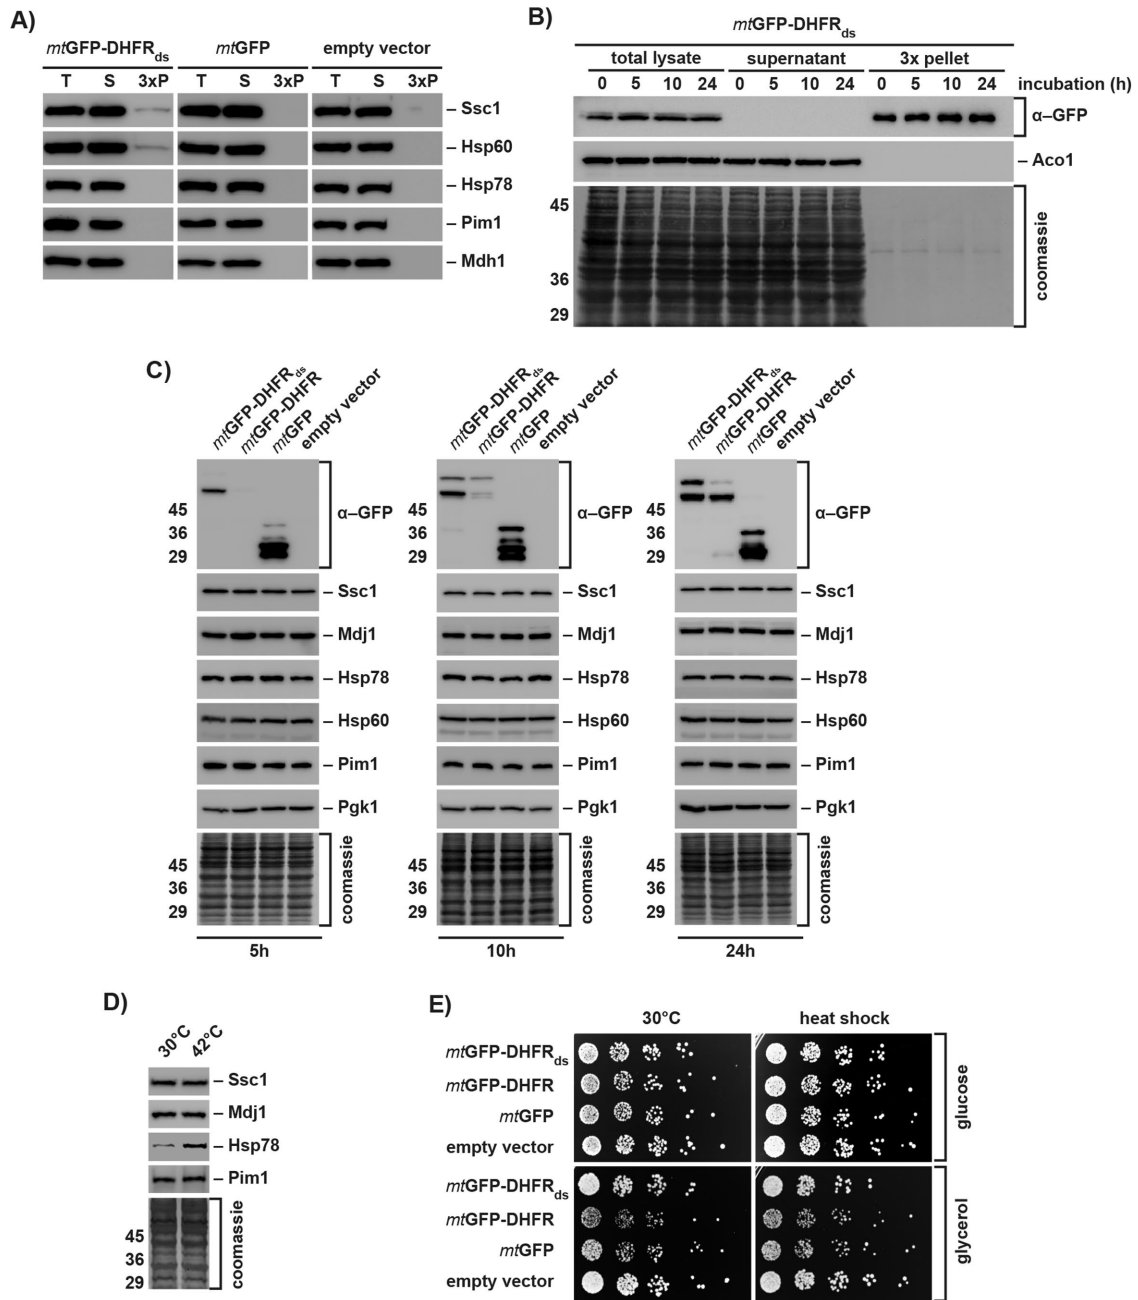 A)
mtGFP-DHFRds mtGFP empty vector
T S 3xP T S 3xP T S 3xP
– Ssc1
– Hsp60
– Hsp78
– Pim1
– Mdh1
B)
mtGFP-DHFRds
total lysate supernatant 3x pellet
0 5 10 24 0 5 10 24 0 5 10 24 incubation (h)
α–GFP
– Aco1
45
36
29
coomassie
C)
mtGFP-DHFRds
mtGFP-DHFR
mtGFP
empty vector
45
36
29
α–GFP
– Ssc1
– Mdj1
– Hsp78
– Hsp60
– Pim1
– Pgk1
45
36
29
coomassie
5h
mtGFP-DHFRds
mtGFP-DHFR
mtGFP
empty vector
45
36
29
α–GFP
– Ssc1
– Mdj1
– Hsp78
– Hsp60
– Pim1
– Pgk1
45
36
29
coomassie
10h
mtGFP-DHFRds
mtGFP-DHFR
mtGFP
empty vector
45
36
29
α–GFP
– Ssc1
– Mdj1
– Hsp78
– Hsp60
– Pim1
– Pgk1
45
36
29
coomassie
24h
D)
30°C 42°C
– Ssc1
– Mdj1
– Hsp78
– Pim1
45
36
29
coomassie
E)
30°C heat shock
mtGFP-DHFRds
mtGFP-DHFR
mtGFP
empty vector
glucose
mtGFP-DHFRds
mtGFP-DHFR
mtGFP
empty vector
glycerol